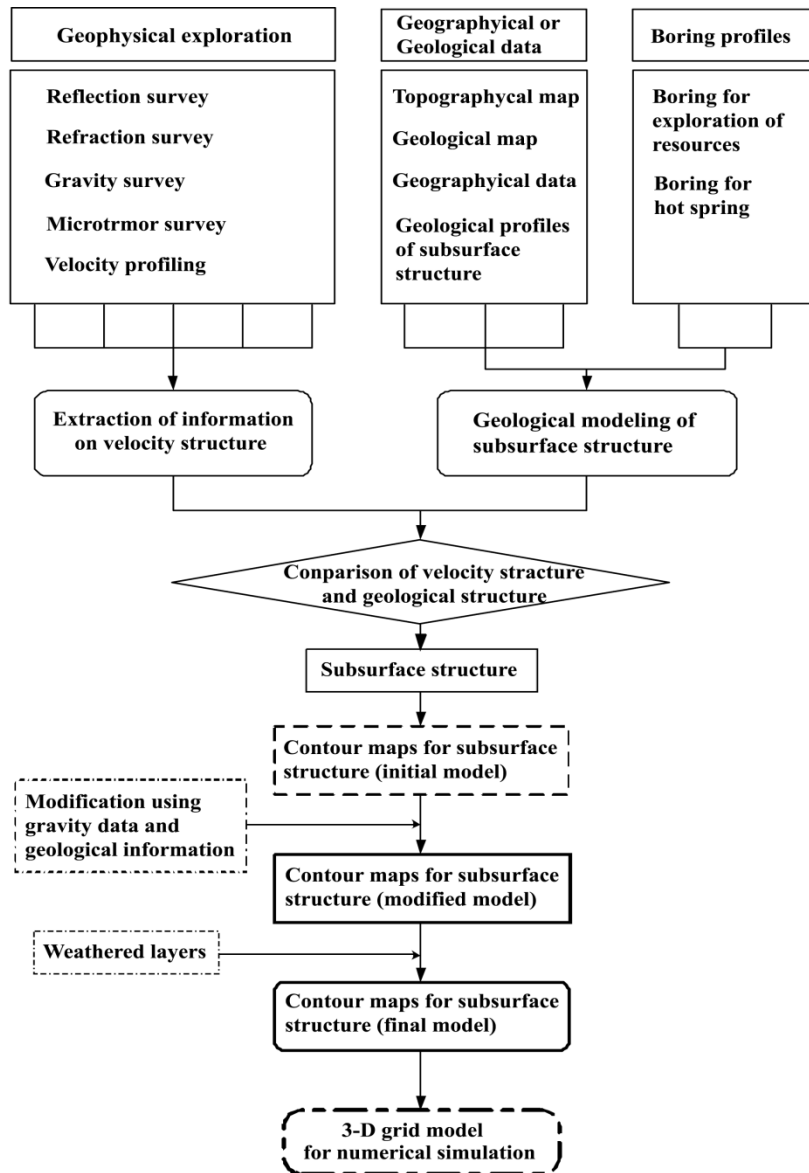 Geophysical exploration
Geographyical or
Geological data
Boring profiles
Reflection survey
Refraction survey
Gravity survey
Microtrmor survey
Velocity profiling
Topographycal map
Geological map
Geographyical data
Geological profiles
of subsurface
structure
Boring for
exploration of
resources
Boring for
hot spring
Extraction of information
on velocity structure
Geological modeling of
subsurface structure
Conparison of velocity stracture
and geological structure
Subsurface structure
Contour maps for subsurface
structure (initial model)
Modification using
gravity data and
geological information
Contour maps for subsurface
structure (modified model)
Weathered layers
Contour maps for subsurface
structure (final model)
3-D grid model
for numerical simulation